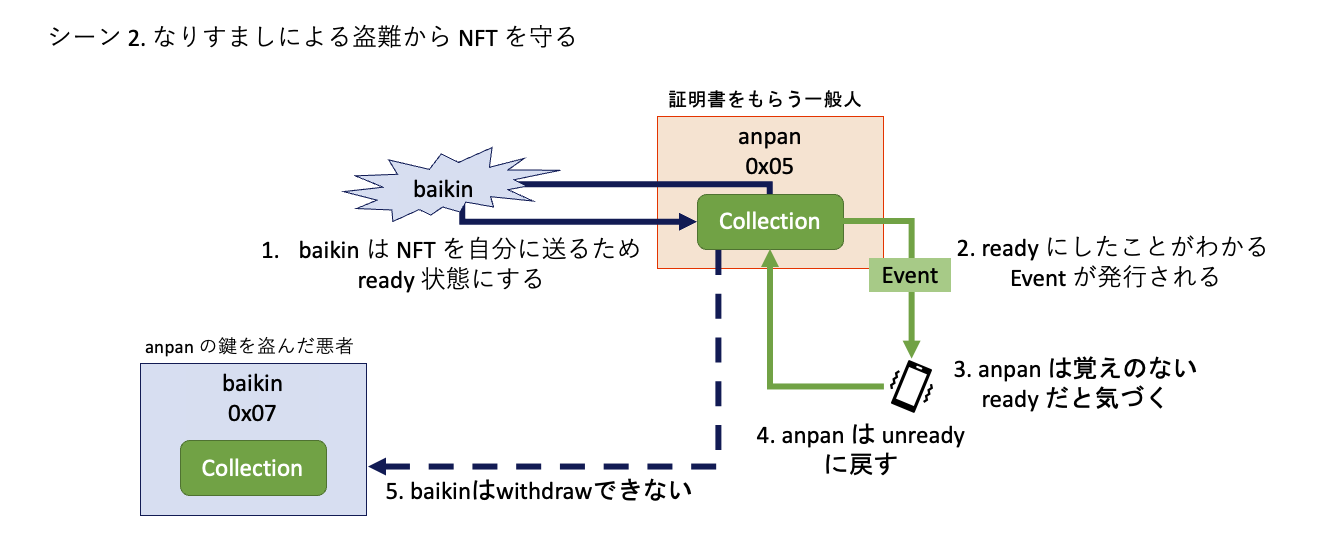 シーン 2. なりすましによる盗難から NFT を守る
証明書をもらう一般人
anpan
0x05
baikin
Collection
1. baikin は NFT を自分に送るため
ready 状態にする
2. ready にしたことがわかる
Event が発行される
Event
anpan の鍵を盗んだ悪者
baikin
0x07
Collection
3. anpan は覚えのない
ready だと気づく
4. anpan は unready
に戻す
5. baikinはwithdrawできない